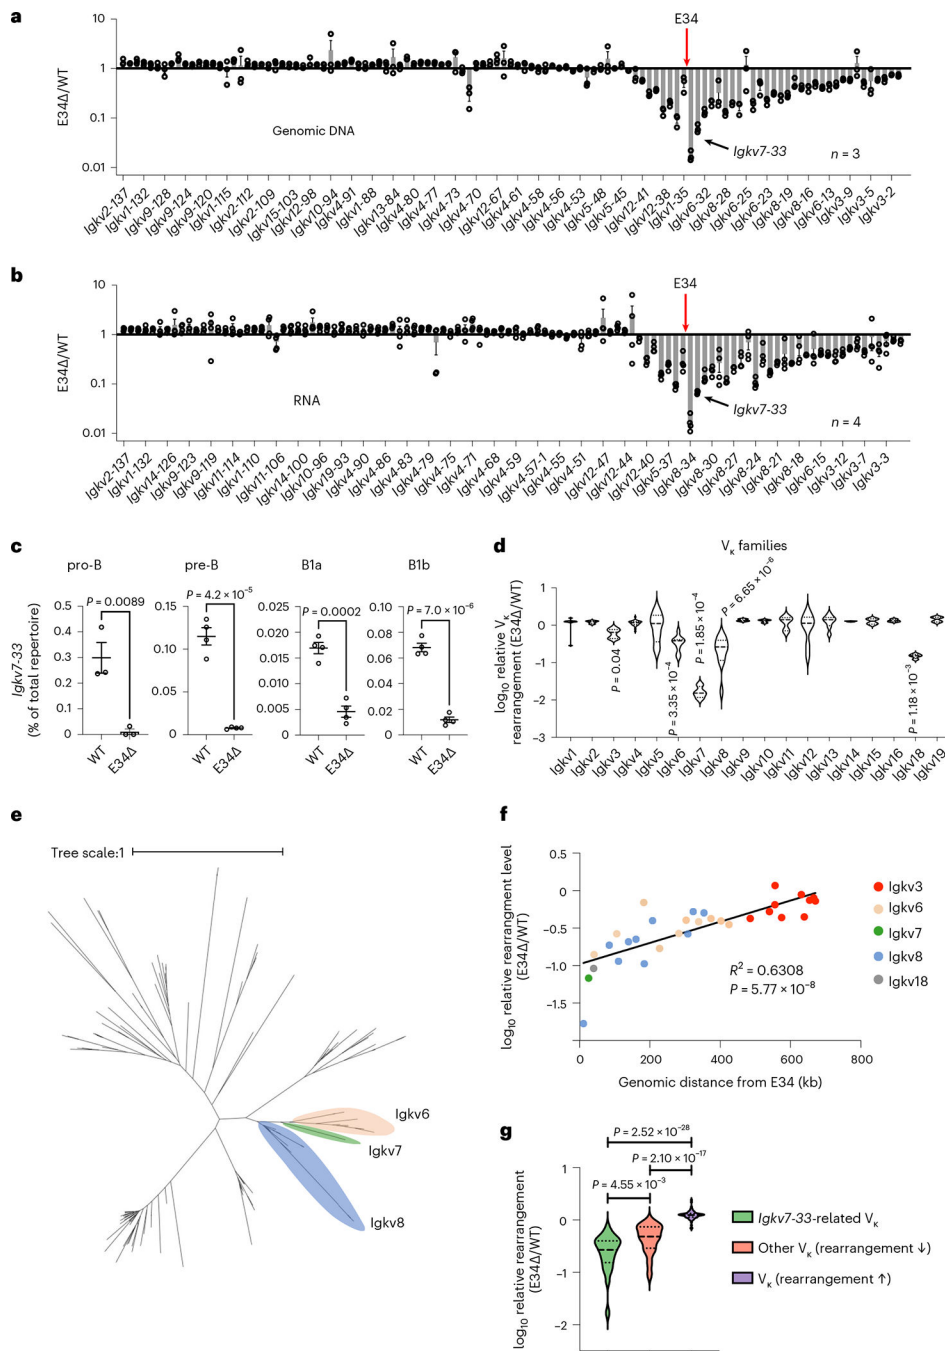 a
E34
10
1
0.1
0.01
E34Δ/WT
Genomic DNA
Igkv7-33
n = 3
Igkv2-137
Igkv1-132
Igkv9-128
Igkv9-124
Igkv9-120
Igkv1-115
Igkv2-112
Igkv2-109
Igkv15-103
Igkv12-98
Igkv10-94
Igkv4-91
Igkv1-88
Igkv13-84
Igkv4-80
Igkv4-77
Igkv4-73
Igkv4-70
Igkv12-67
Igkv4-61
Igkv4-58
Igkv4-56
Igkv4-53
Igkv5-48
Igkv5-45
Igkv12-41
Igkv12-38
Igkv1-35
Igkv6-32
Igkv8-28
Igkv6-25
Igkv6-23
Igkv8-19
Igkv8-16
Igkv6-13
Igkv3-9
Igkv3-5
Igkv3-2
b
E34
10
1
0.1
0.01
E34Δ/WT
RNA
Igkv7-33
n = 4
Igkv2-137
Igkv1-132
Igkv14-126
Igkv9-123
Igkv9-119
Igkv11-114
Igkv1-110
Igkv11-106
Igkv14-100
Igkv10-96
Igkv19-93
Igkv4-90
Igkv4-86
Igkv4-83
Igkv4-79
Igkv4-75
Igkv4-71
Igkv4-68
Igkv4-59
Igkv4-57-1
Igkv4-55
Igkv4-51
Igkv12-47
Igkv12-44
Igkv12-40
Igkv5-37
Igkv8-34
Igkv8-30
Igkv8-27
Igkv8-24
Igkv8-21
Igkv8-18
Igkv6-15
Igkv3-12
Igkv3-7
Igkv3-3
c
pro-B
pre-B
B1a
B1b
Igkv7-33
(% of total repertoire)
P = 0.0089
P = 4.2 × 10⁻⁵
P = 0.0002
P = 7.0 × 10⁻⁶
0.5
0.4
0.3
0.2
0.1
0
0.15
0.10
0.05
0
0.025
0.020
0.015
0.010
0.005
0
0.10
0.08
0.06
0.04
0.02
0
WT
E34Δ
WT
E34Δ
WT
E34Δ
WT
E34Δ
d
Vκ families
log₁₀ relative Vκ
rearrangement (E34Δ/WT)
1
0
−1
−2
−3
P = 0.04
P = 3.35 × 10⁻⁴
P = 1.85 × 10⁻⁴
P = 6.65 × 10⁻⁶
P = 1.18 × 10⁻³
Igkv1
Igkv2
Igkv3
Igkv4
Igkv5
Igkv6
Igkv7
Igkv8
Igkv9
Igkv10
Igkv11
Igkv12
Igkv13
Igkv14
Igkv15
Igkv16
Igkv18
Igkv19
e
Tree scale:1
Igkv6
Igkv7
Igkv8
f
log₁₀ relative rearrangment level
(E34Δ/WT)
0.5
0
−0.5
−1.0
−1.5
R² = 0.6308
P = 5.77 × 10⁻⁸
0
200
400
600
800
Genomic distance from E34 (kb)
Igkv3
Igkv6
Igkv7
Igkv8
Igkv18
g
P = 2.52 × 10⁻²⁸
P = 2.10 × 10⁻¹⁷
P = 4.55 × 10⁻³
log₁₀ relative rearrangement
(E34Δ/WT)
1
0
−1
−2
Igkv7-33-related Vκ
Other Vκ (rearrangement ↓)
Vκ (rearrangement ↑)